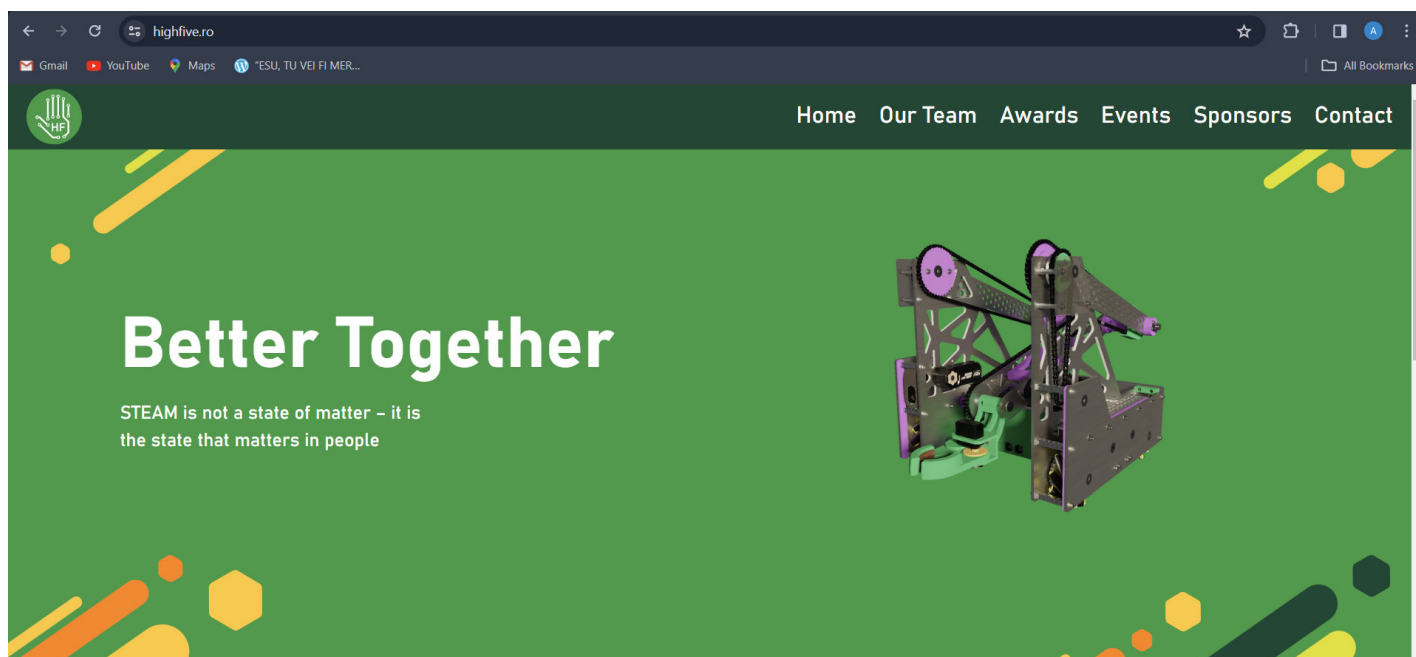 highfive.ro
A
Gmail
YouTube
Maps
"ESU, TU VEI FI MER...
All Bookmarks
HF
Home
Our Team
Awards
Events
Sponsors
Contact
Better Together
STEAM is not a state of matter – it is
the state that matters in people